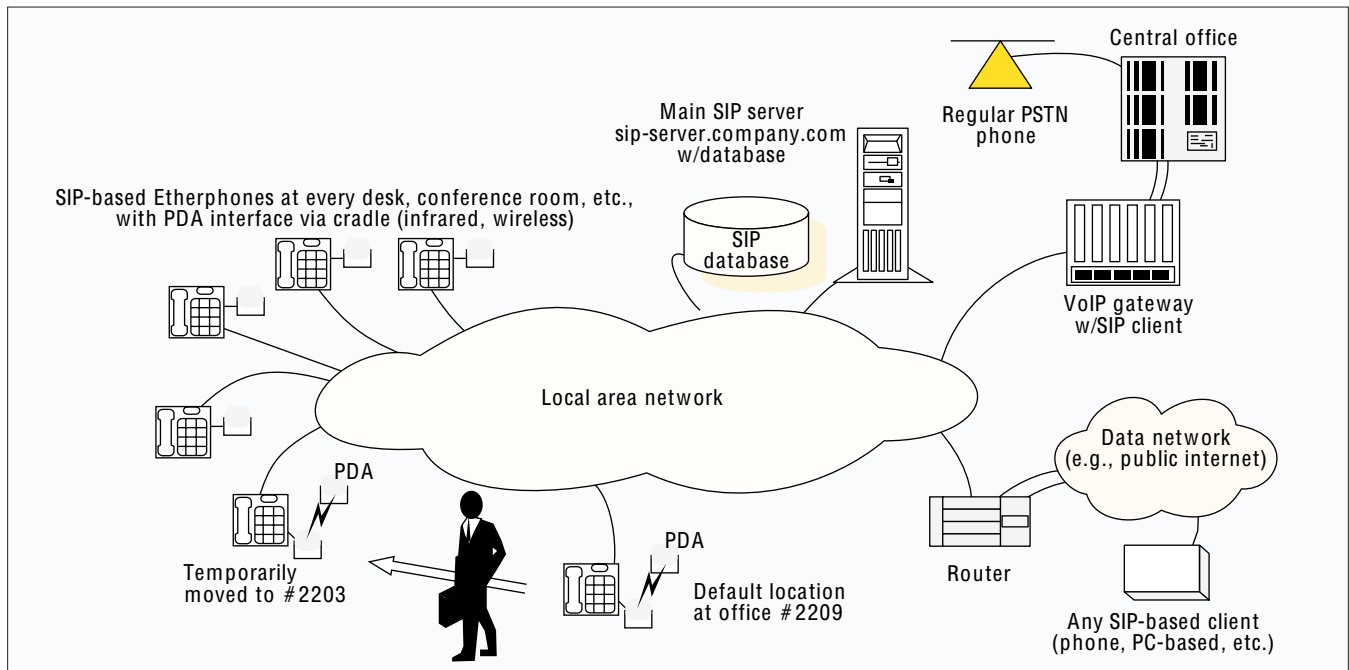 Central office
Regular PSTN
phone
Main SIP server
sip-server.company.com
w/database
SIP-based Etherphones at every desk, conference room, etc.,
with PDA interface via cradle (infrared, wireless)
SIP
database
VoIP gateway
w/SIP client
Local area network
Data network
(e.g., public internet)
PDA
PDA
Temporarily
moved to #2203
Default location
at office #2209
Router
Any SIP-based client
(phone, PC-based, etc.)